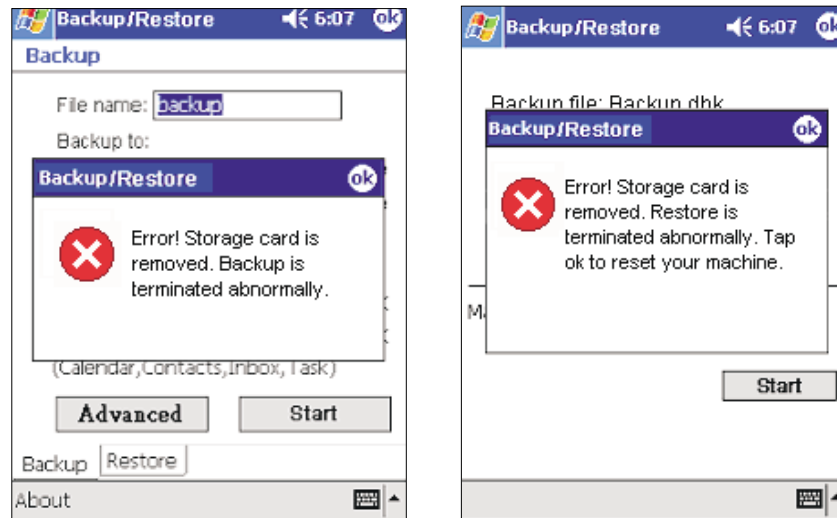 Backup/Restore 6:07 ok
Backup
File name: backup
Backup to:
Backup/Restore ok
Error! Storage card is
removed. Backup is
terminated abnormally.
(Calendar,Contacts,Inbox,Task)
Advanced Start
Backup Restore
About
Backup/Restore 6:07 ok
Backup file: Backup.dbk
Backup/Restore ok
Error! Storage card is
removed. Restore is
terminated abnormally. Tap
ok to reset your machine.
Start